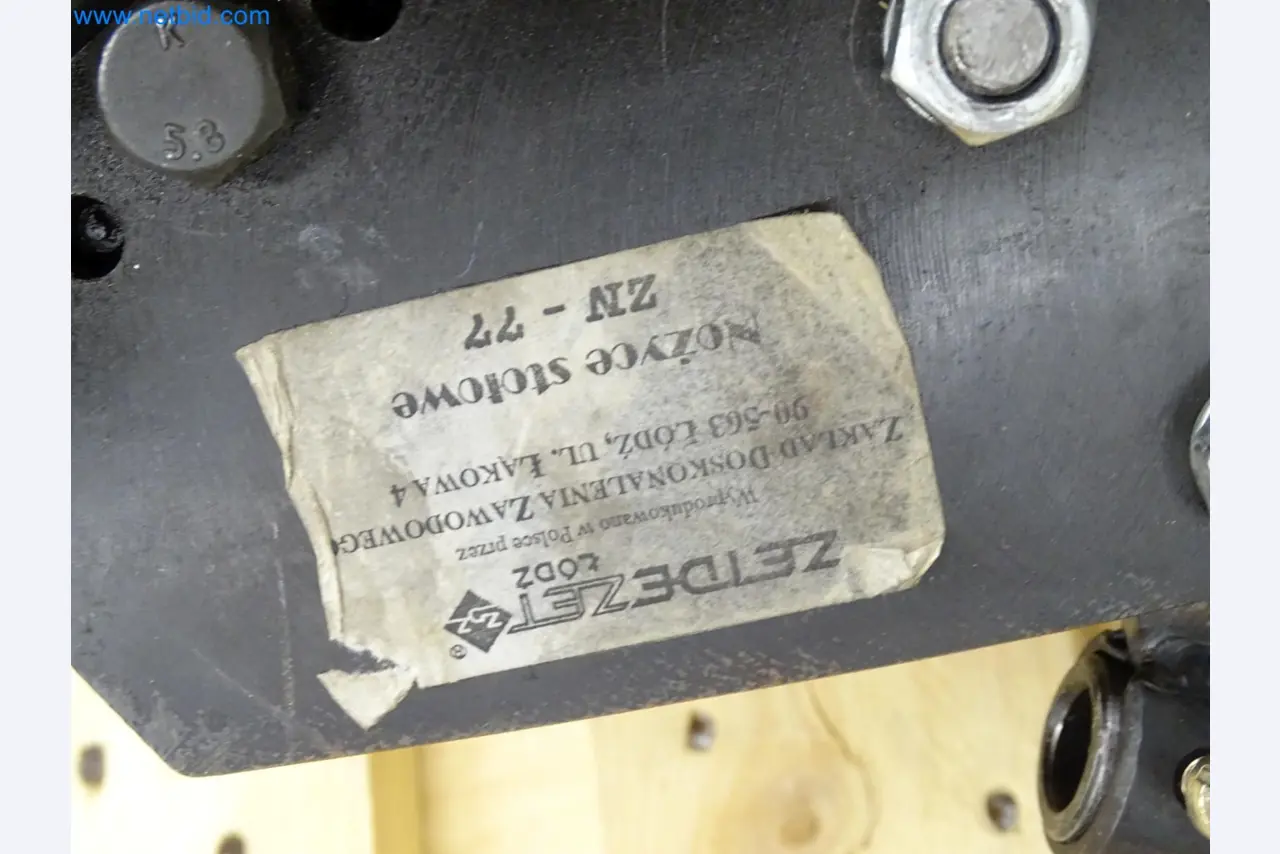 www.netbid.com
K
5.8
ZETDEZET
ŁÓDŹ
ZDZ
®
Wyprodukowano w Polsce przez
ZAKŁAD DOSKONALENIA ZAWODOWEGO
90-563 ŁÓDŹ, UL. ŁĄKOWA 4
Nożyce stołowe
ZN - 77